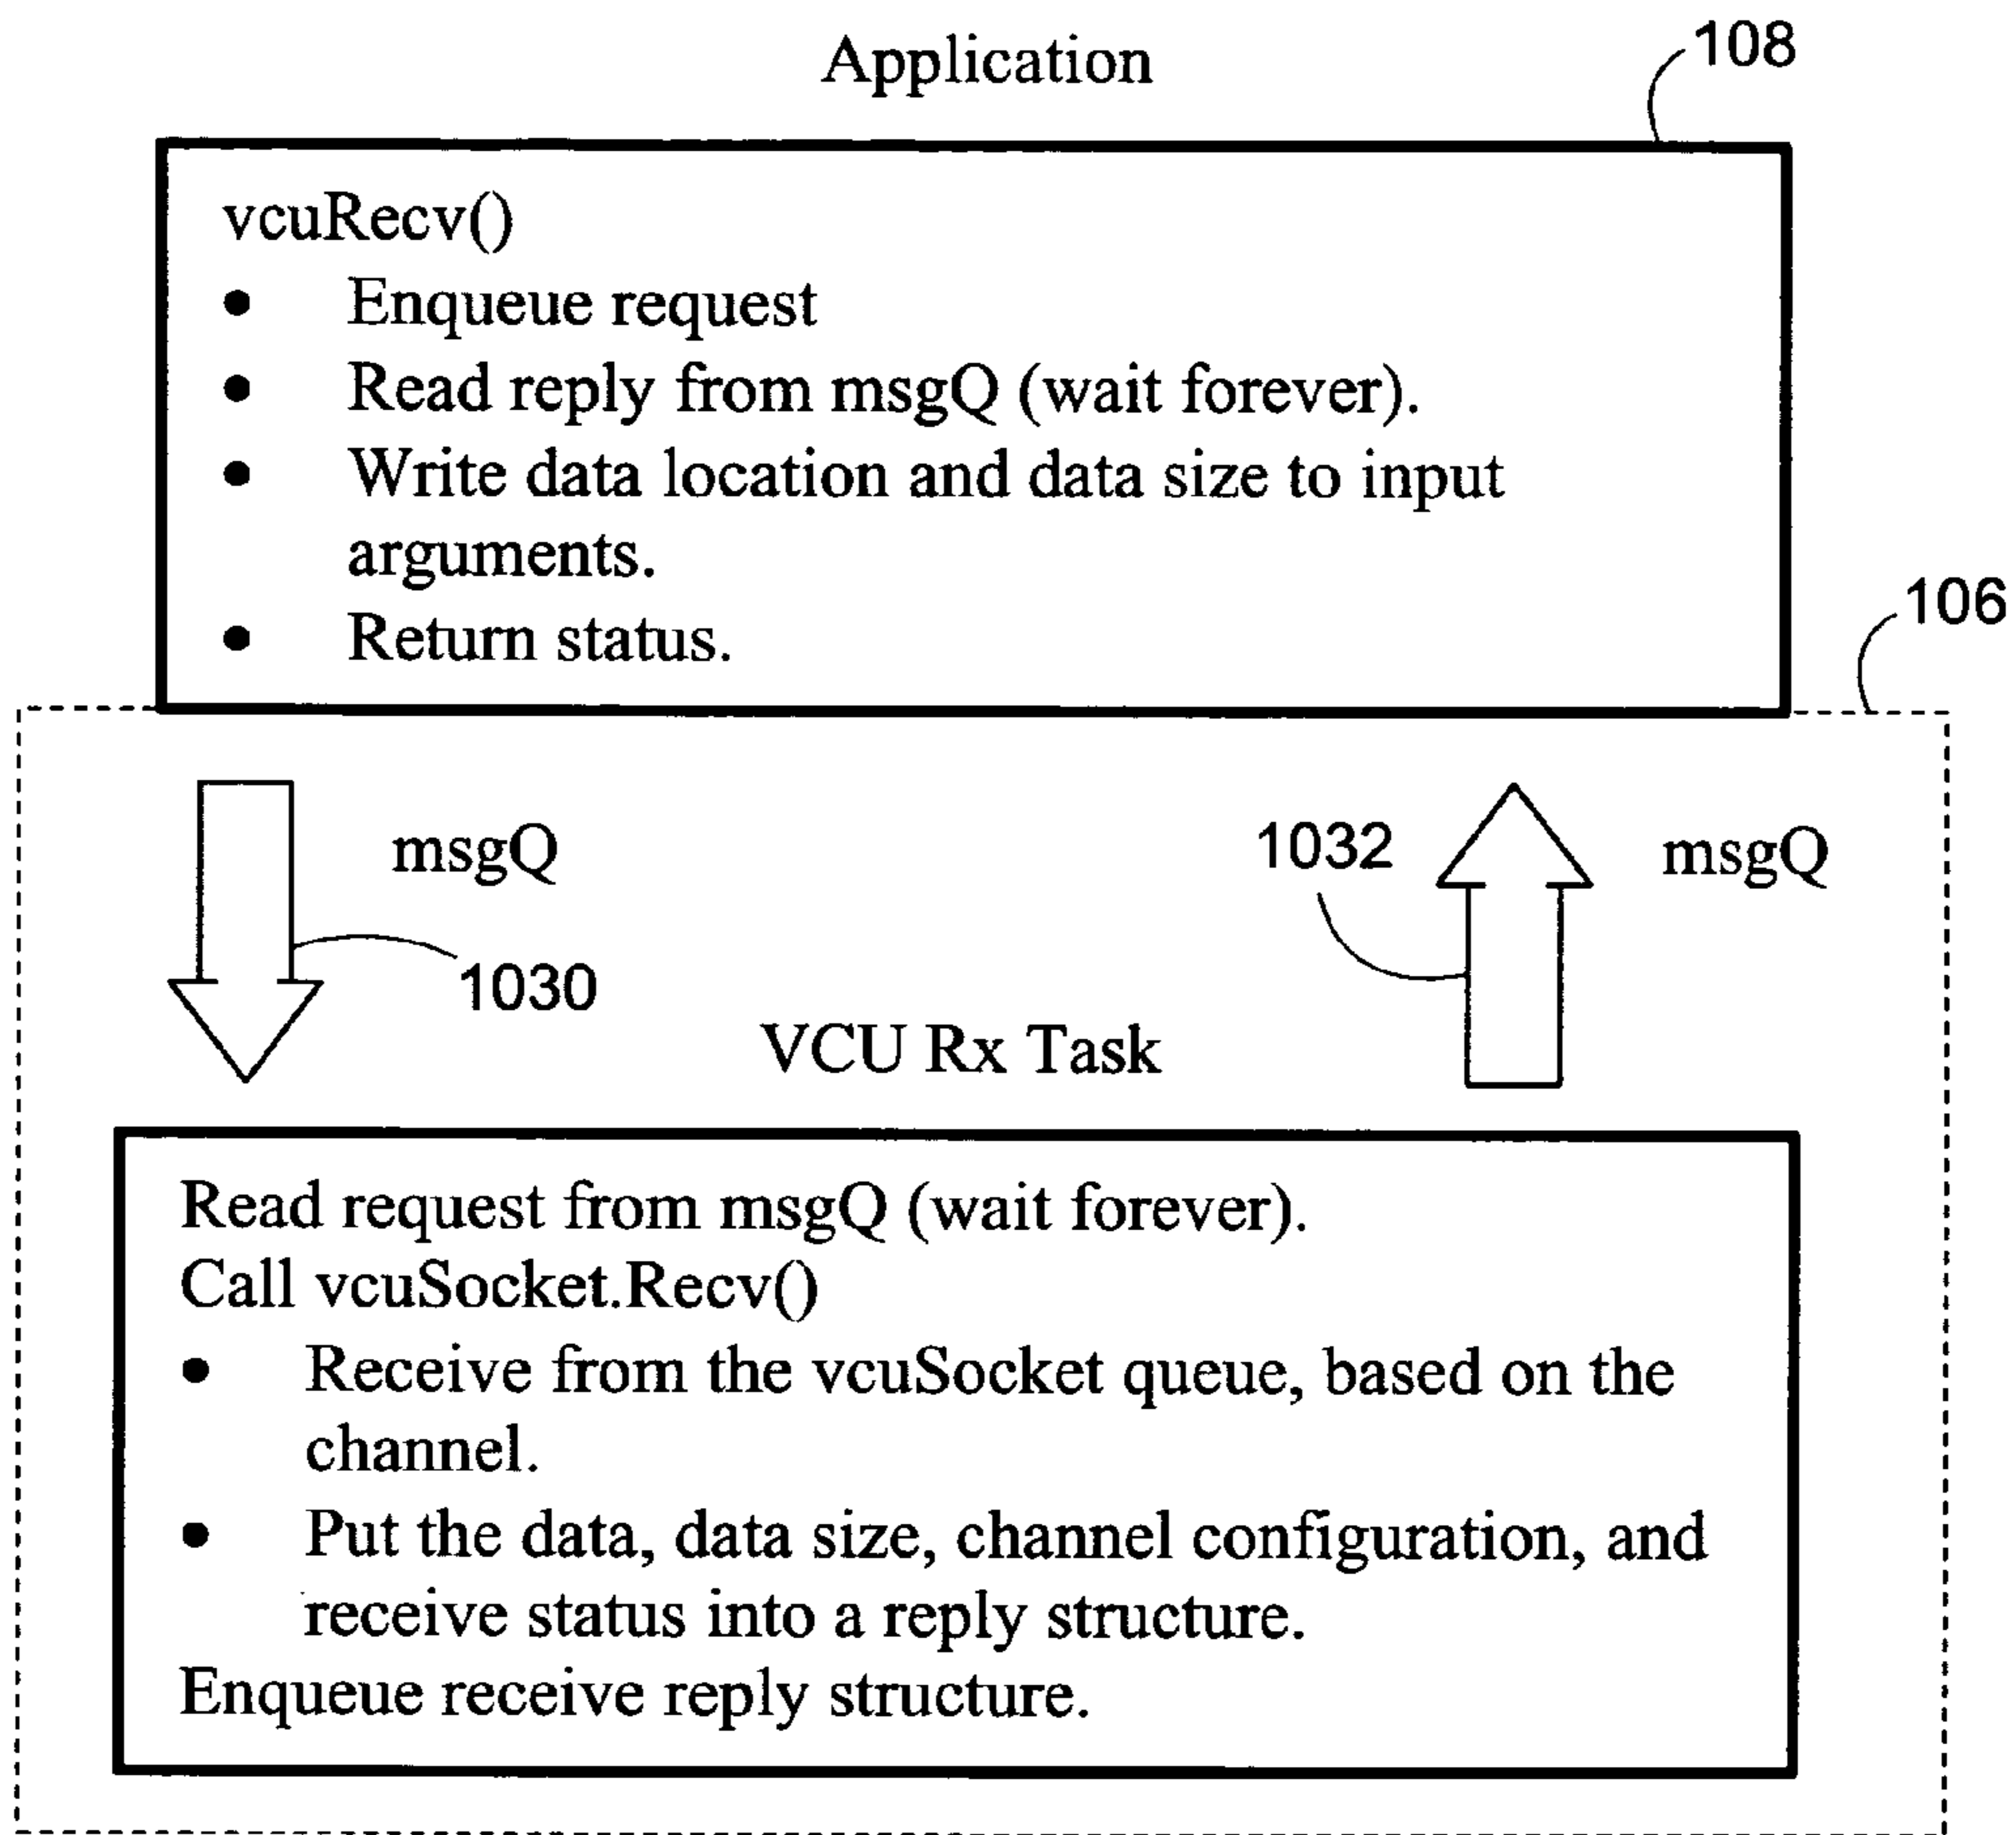 Application
108
vcuRecv()
● Enqueue request
● Read reply from msgQ (wait forever).
● Write data location and data size to input
arguments.
● Return status.
106
msgQ
1030
1032
msgQ
VCU Rx Task
Read request from msgQ (wait forever).
Call vcuSocket.Recv()
● Receive from the vcuSocket queue, based on the
channel.
● Put the data, data size, channel configuration, and
receive status into a reply structure.
Enqueue receive reply structure.